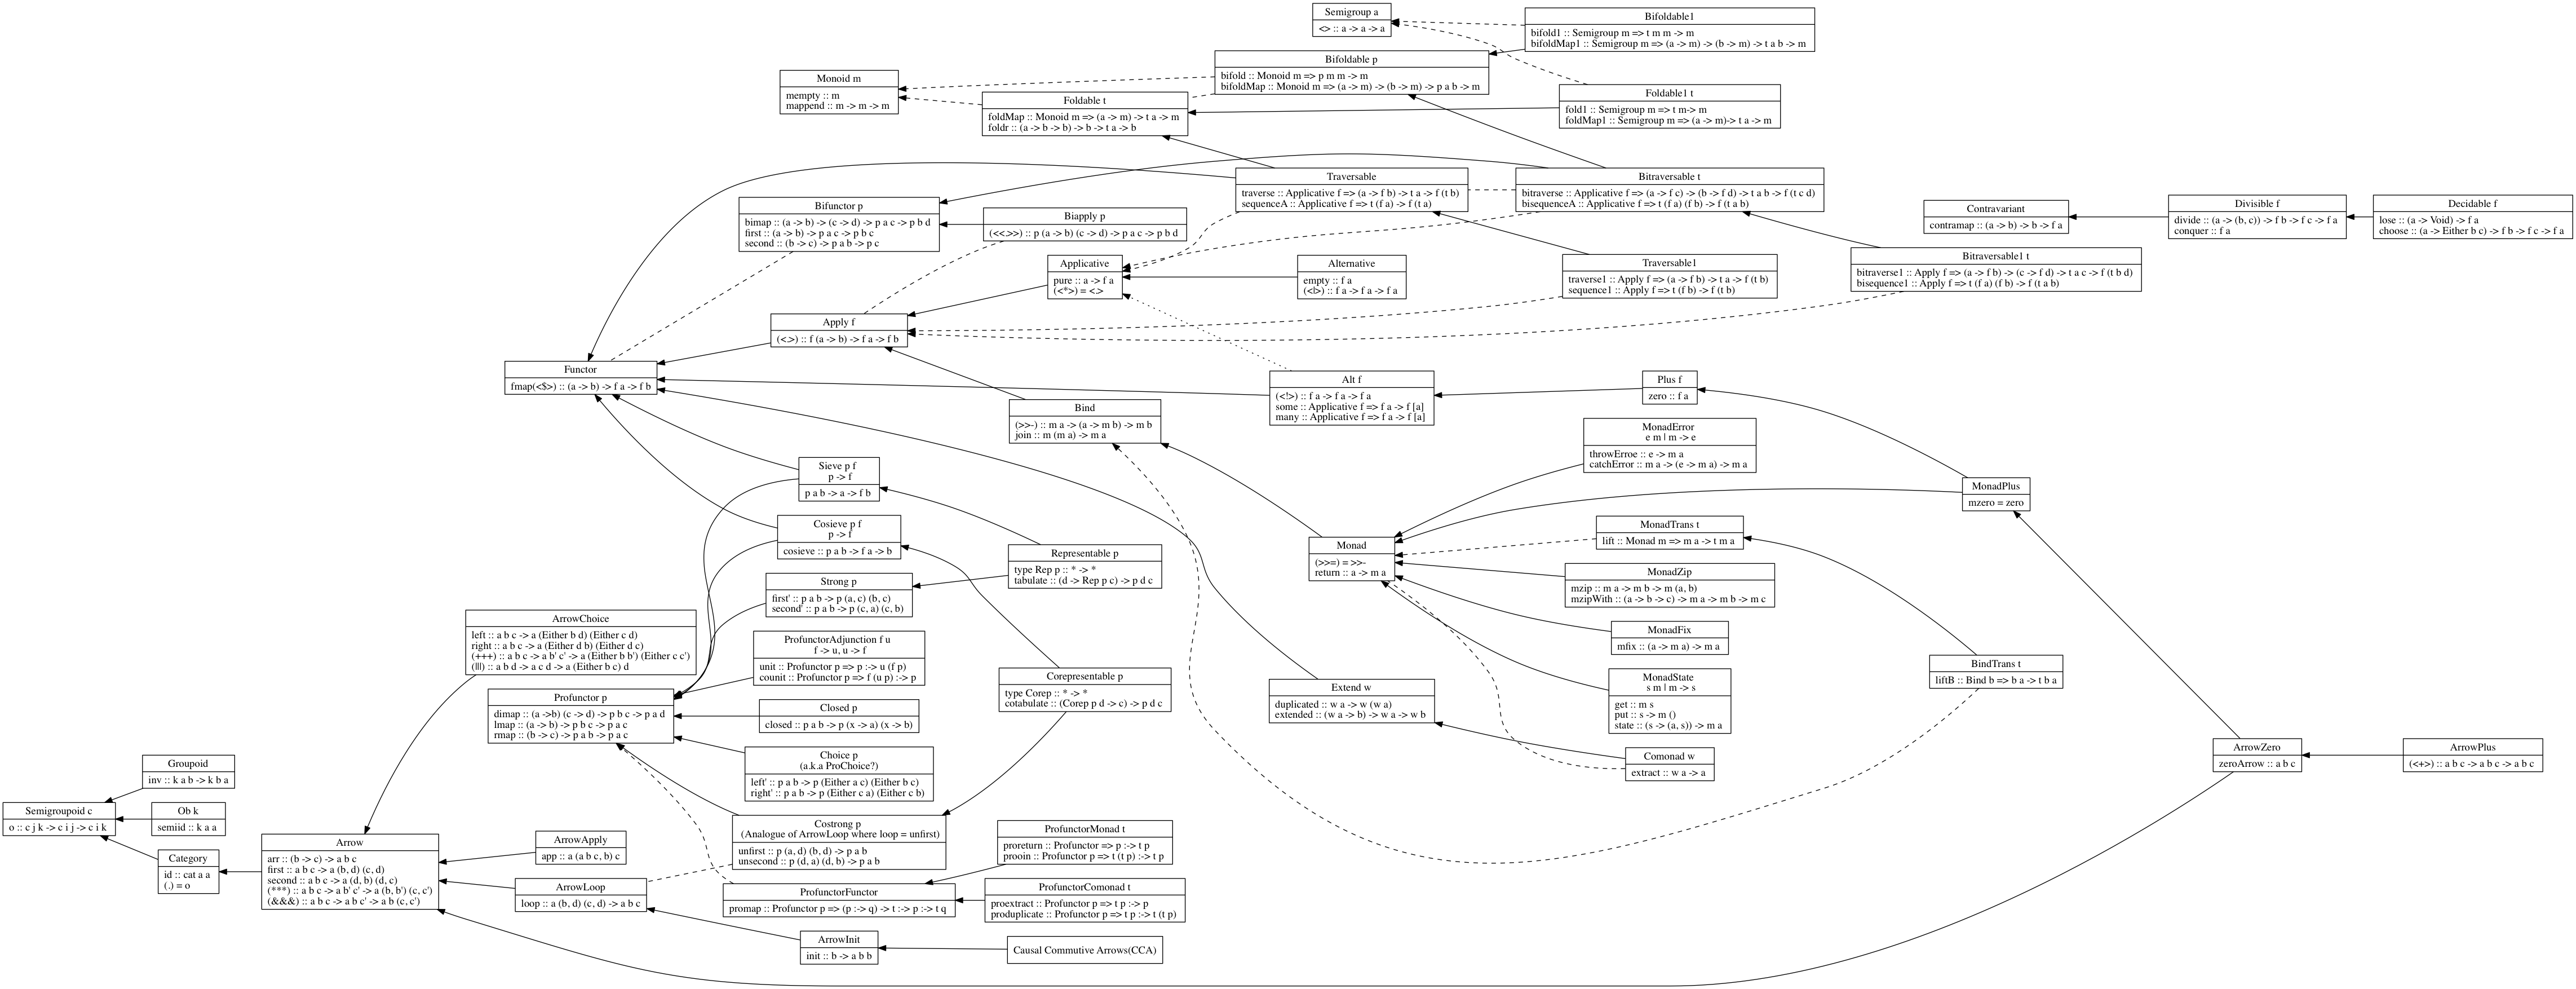 Semigroup a
<> :: a -> a -> a
Bifoldable1
bifold1 :: Semigroup m => t m m -> m
bifoldMap1 :: Semigroup m => (a -> m) -> (b -> m) -> t a b -> m
Bifoldable p
bifold :: Monoid m => p m m -> m
bifoldMap :: Monoid m => (a -> m) -> (b -> m) -> p a b -> m
Monoid m
mempty :: m
mappend :: m -> m -> m
Foldable t
foldMap :: Monoid m => (a -> m) -> t a -> m
foldr :: (a -> b -> b) -> b -> t a -> b
Foldable1 t
fold1 :: Semigroup m => t m-> m
foldMap1 :: Semigroup m => (a -> m)-> t a -> m
Traversable
traverse :: Applicative f => (a -> f b) -> t a -> f (t b)
sequenceA :: Applicative f => t (f a) -> f (t a)
Bitraversable t
bitraverse :: Applicative f => (a -> f c) -> (b -> f d) -> t a b -> f (t c d)
bisequenceA :: Applicative f => t (f a) (f b) -> f (t a b)
Bifunctor p
bimap :: (a -> b) -> (c -> d) -> p a c -> p b d
first :: (a -> b) -> p a c -> p b c
second :: (b -> c) -> p a b -> p c
Biapply p
(<<.>>) :: p (a -> b) (c -> d) -> p a c -> p b d
Contravariant
contramap :: (a -> b) -> b -> f a
Divisible f
divide :: (a -> (b, c)) -> f b -> f c -> f a
conquer :: f a
Decidable f
lose :: (a -> Void) -> f a
choose :: (a -> Either b c) -> f b -> f c -> f a
Applicative
pure :: a -> f a
(<*>) = <.>
Alternative
empty :: f a
(<|>) :: f a -> f a -> f a
Traversable1
traverse1 :: Apply f => (a -> f b) -> t a -> f (t b)
sequence1 :: Apply f => t (f b) -> f (t b)
Bitraversable1 t
bitraverse1 :: Apply f => (a -> f b) -> (c -> f d) -> t a c -> f (t b d)
bisequence1 :: Apply f => t (f a) (f b) -> f (t a b)
Apply f
(<.>) :: f (a -> b) -> f a -> f b
Functor
fmap(<$>) :: (a -> b) -> f a -> f b
Alt f
(<!>) :: f a -> f a -> f a
some :: Applicative f => f a -> f [a]
many :: Applicative f => f a -> f [a]
Plus f
zero :: f a
Bind
(>>-) :: m a -> (a -> m b) -> m b
join :: m (m a) -> m a
MonadError
e m | m -> e
throwErroe :: e -> m a
catchError :: m a -> (e -> m a) -> m a
Sieve p f
p -> f
p a b -> a -> f b
MonadPlus
mzero = zero
Cosieve p f
p -> f
cosieve :: p a b -> f a -> b
MonadTrans t
lift :: Monad m => m a -> t m a
Monad
(>>=) = >>-
return :: a -> m a
Representable p
type Rep p :: * -> *
tabulate :: (d -> Rep p c) -> p d c
MonadZip
mzip :: m a -> m b -> m (a, b)
mzipWith :: (a -> b -> c) -> m a -> m b -> m c
Strong p
first' :: p a b -> p (a, c) (b, c)
second' :: p a b -> p (c, a) (c, b)
MonadFix
mfix :: (a -> m a) -> m a
ArrowChoice
left :: a b c -> a (Either b d) (Either c d)
right :: a b c -> a (Either d b) (Either d c)
(+++) :: a b c -> a b' c' -> a (Either b b') (Either c c')
(|||) :: a b d -> a c d -> a (Either b c) d
ProfunctorAdjunction f u
f -> u, u -> f
unit :: Profunctor p => p :-> u (f p)
counit :: Profunctor p => f (u p) :-> p
Corepresentable p
type Corep :: * -> *
cotabulate :: (Corep p d -> c) -> p d c
MonadState
s m | m -> s
get :: m s
put :: s -> m ()
state :: (s -> (a, s)) -> m a
BindTrans t
liftB :: Bind b => b a -> t b a
Extend w
duplicated :: w a -> w (w a)
extended :: (w a -> b) -> w a -> w b
Profunctor p
dimap :: (a ->b) (c -> d) -> p b c -> p a d
lmap :: (a -> b) -> p b c -> p a c
rmap :: (b -> c) -> p a b -> p a c
Closed p
closed :: p a b -> p (x -> a) (x -> b)
Choice p
(a.k.a ProChoice?)
left' :: p a b -> p (Either a c) (Either b c)
right' :: p a b -> p (Either c a) (Either c b)
Comonad w
extract :: w a -> a
ArrowZero
zeroArrow :: a b c
ArrowPlus
(<+>) :: a b c -> a b c -> a b c
Groupoid
inv :: k a b -> k b a
Semigroupoid c
o :: c j k -> c i j -> c i k
Ob k
semiid :: k a a
Category
id :: cat a a
(.) = o
Arrow
arr :: (b -> c) -> a b c
first :: a b c -> a (b, d) (c, d)
second :: a b c -> a (d, b) (d, c)
(***) :: a b c -> a b' c' -> a (b, b') (c, c')
(&&&) :: a b c -> a b c' -> a b (c, c')
ArrowApply
app :: a (a b c, b) c
Costrong p
(Analogue of ArrowLoop where loop = unfirst)
unfirst :: p (a, d) (b, d) -> p a b
unsecond :: p (d, a) (d, b) -> p a b
ProfunctorMonad t
proreturn :: Profunctor => p :-> t p
prooin :: Profunctor p => t (t p) :-> t p
ArrowLoop
loop :: a (b, d) (c, d) -> a b c
ProfunctorFunctor
promap :: Profunctor p => (p :-> q) -> t :-> p :-> t q
ProfunctorComonad t
proextract :: Profunctor p => t p :-> p
produplicate :: Profunctor p => t p :-> t (t p)
ArrowInit
init :: b -> a b b
Causal Commutive Arrows(CCA)